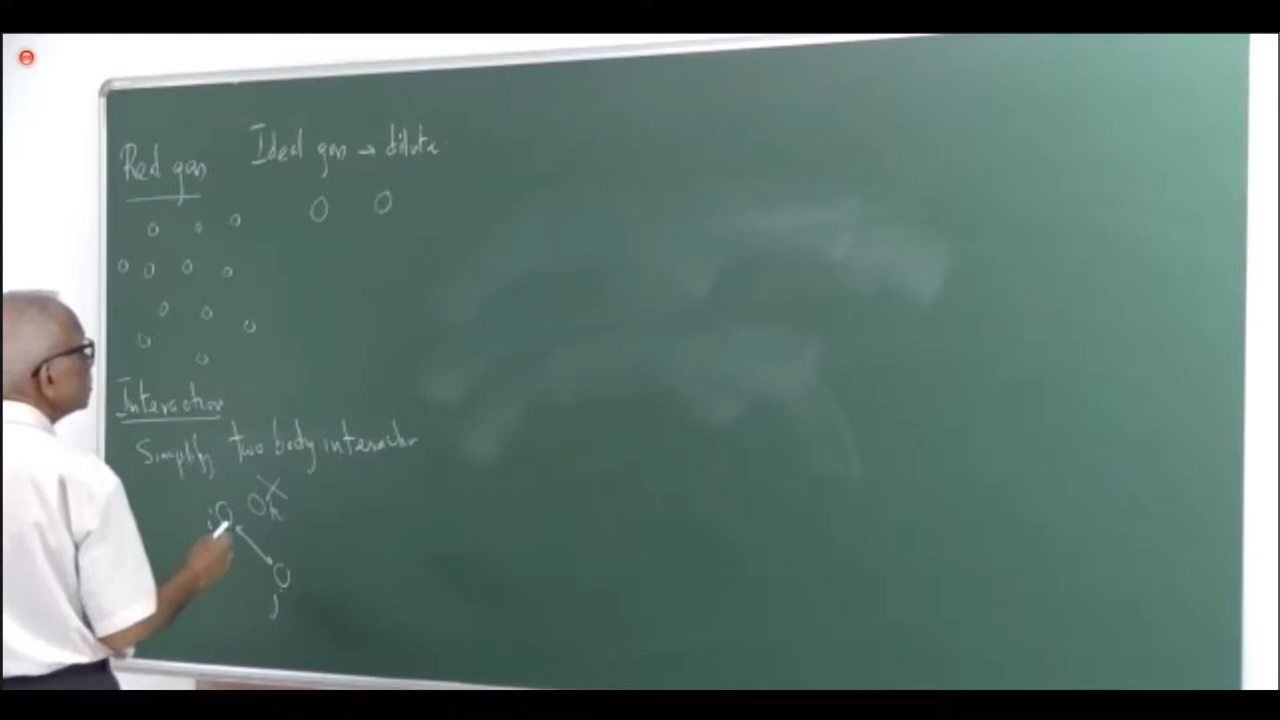 Real gas
Ideal gas → dilute
Interaction
Simplify two body interaction
i
k
j